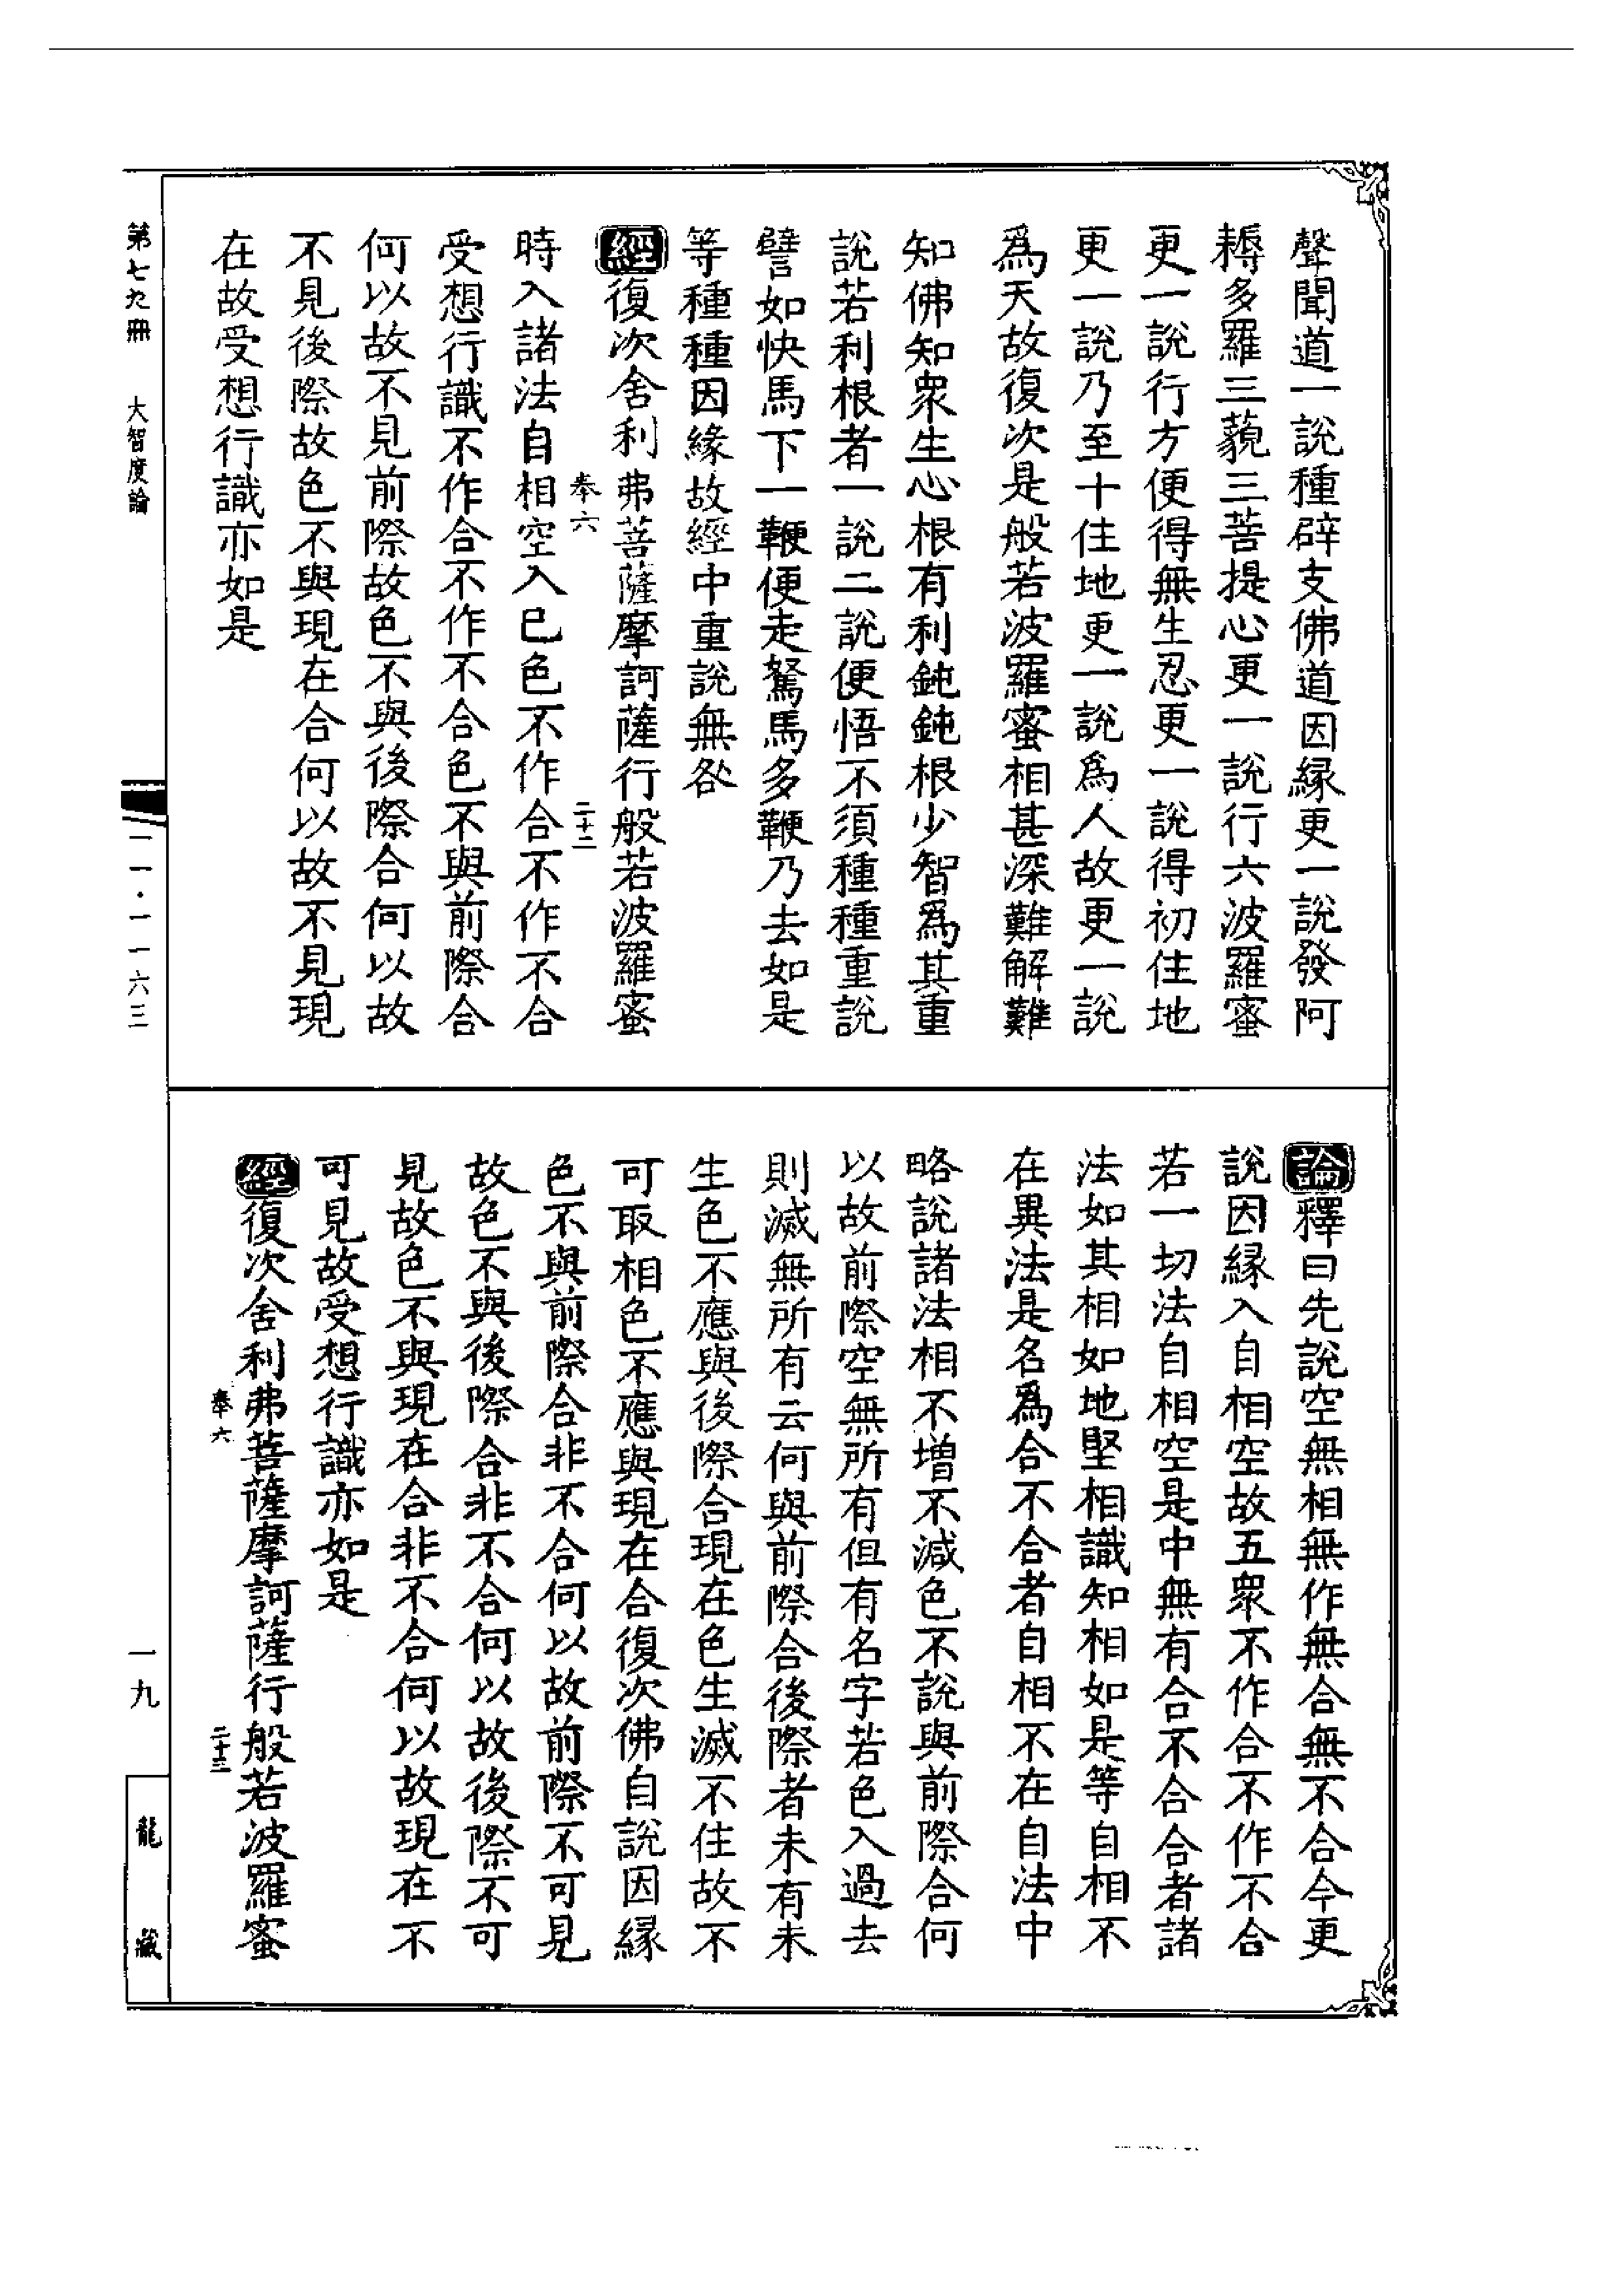 聲聞道一說種辟支佛道因緣更一說發阿
耨多羅三藐三菩提心更一說行六波羅蜜
更一說行方便得無生忍更一說得初住地
更一說乃至十住地更一說爲人故更一說
爲天故復次是般若波羅蜜相甚深難解難
知佛知衆生心根有利鈍鈍根少智爲其重
說若利根者一說二說便悟不須種種重說
譬如快馬下一鞭便走駑馬多鞭乃去如是
等種種因緣故經中重說無咎
經復次舍利弗菩薩摩訶薩行般若波羅蜜
奉六 二十二
時入諸法自相空入已色不作合不作不合
受想行識不作合不作不合色不與前際合
何以故不見前際故色不與後際合何以故
不見後際故色不與現在合何以故不見現
在故受想行識亦如是
論釋曰先說空無相無作無合無不合今更
說因緣入自相空故五衆不作合不作不合
若一切法自相空是中無有合不合合者諸
法如其相如地堅相識知相如是等自相不
在異法是名爲合不合者自相不在自法中
略說諸法相不增不減色不說與前際合何
以故前際空無所有但有名字若色入過去
則滅無所有云何與前際合後際者未有未
生色不應與後際合現在色生滅不住故不
可取相色不應與現在合復次佛自說因緣
色不與前際合非不合何以故前際不可見
故色不與後際合非不合何以故後際不可
見故色不與現在合非不合何以故現在不
可見故受想行識亦如是
經復次舍利弗菩薩摩訶薩行般若波羅蜜
奉六 二十三
第七九冊 大智度論
一一·一一六三
一九
龍藏